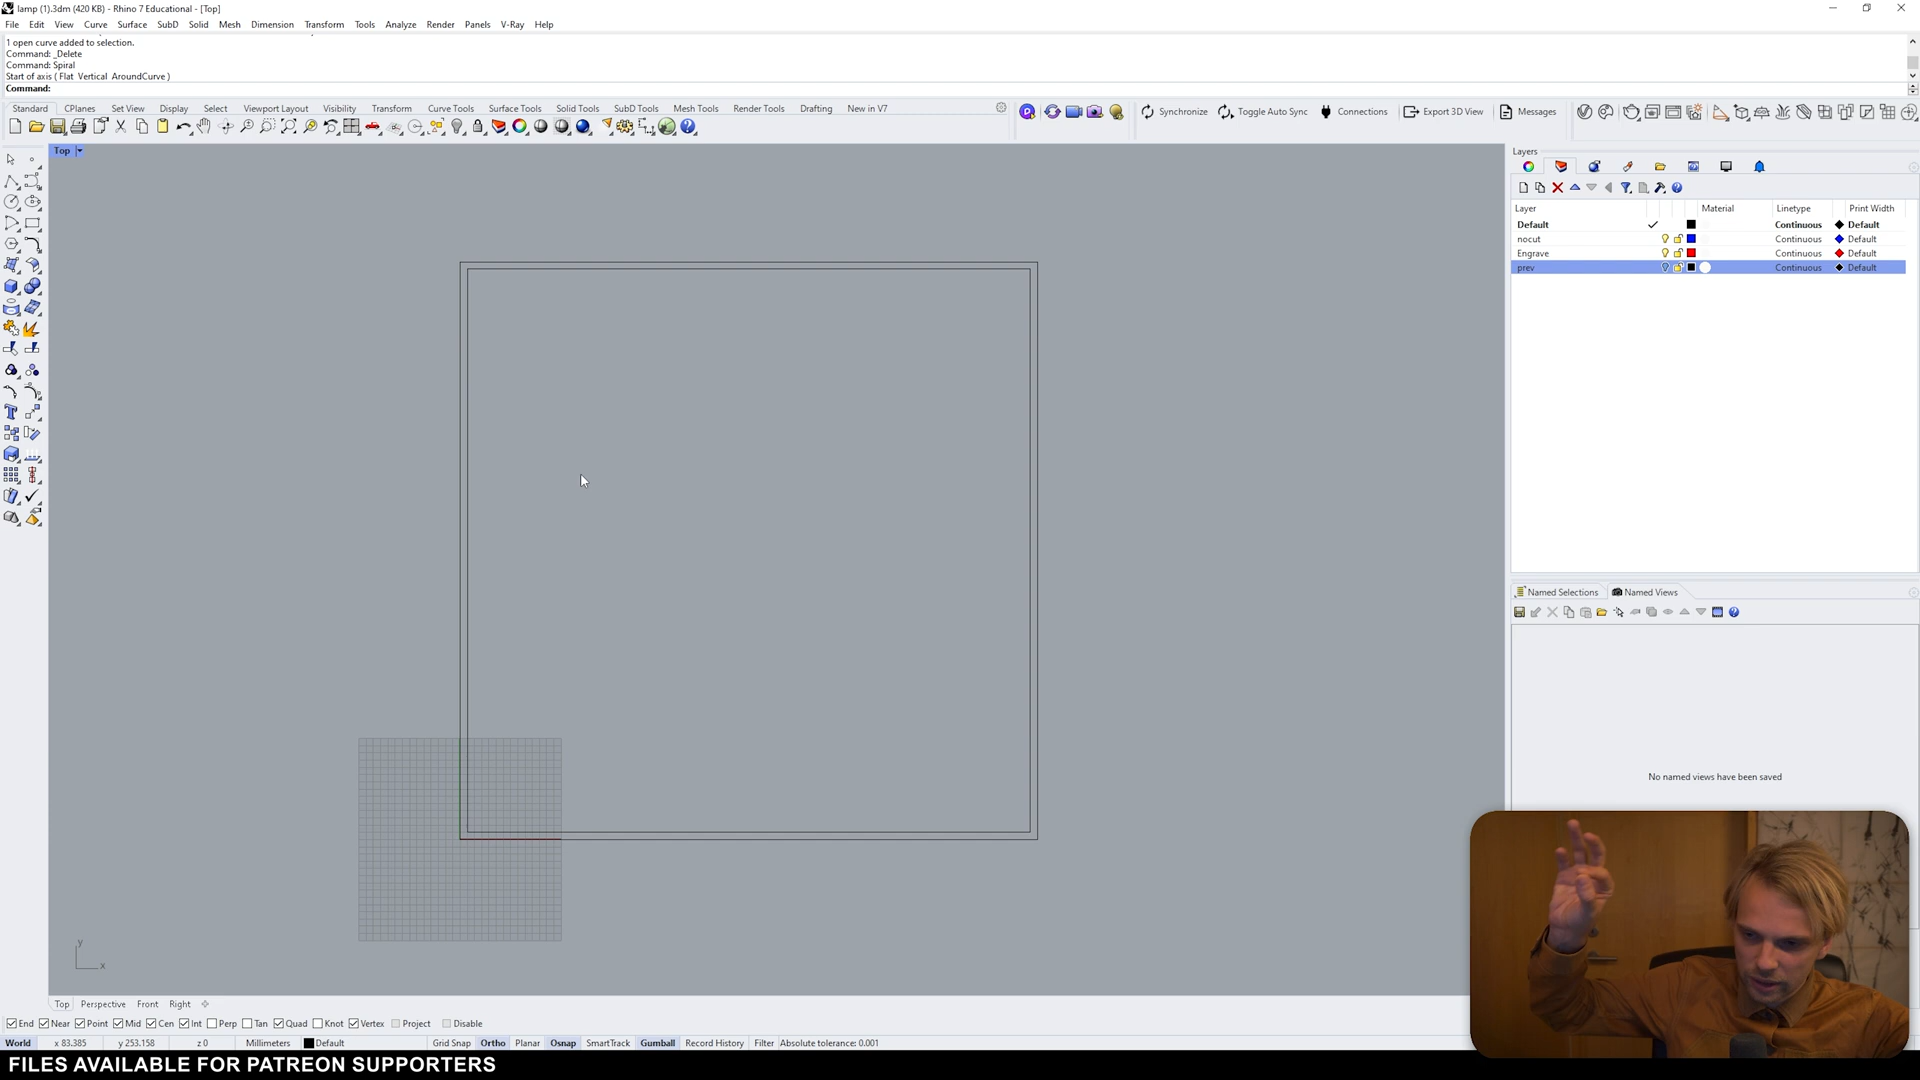 lamp (1).3dm (420 KB) - Rhino 7 Educational - [Top]
File Edit View Curve Surface SubD Solid Mesh Dimension Transform Tools Analyze Render Panels V-Ray Help
1 open curve added to selection.
Command: _Delete
Command: Spiral
Start of axis ( Flat Vertical AroundCurve )
Command:
Standard CPlanes Set View Display Select Viewport Layout Visibility Transform Curve Tools Surface Tools Solid Tools SubD Tools Mesh Tools Render Tools Drafting New in V7
Synchronize Toggle Auto Sync Connections Export 3D View Messages
Top
Layers
Layer Material Linetype Print Width
Default Continuous Default
nocut Continuous Default
Engrave Continuous Default
prev Continuous Default
Named Selections Named Views
No named views have been saved
y
x
Top Perspective Front Right
End Near Point Mid Cen Int Perp Tan Quad Knot Vertex Project Disable
World x 83.385 y 253.158 z 0 Millimeters Default Grid Snap Ortho Planar Osnap SmartTrack Gumball Record History Filter Absolute tolerance: 0.001
FILES AVAILABLE FOR PATREON SUPPORTERS